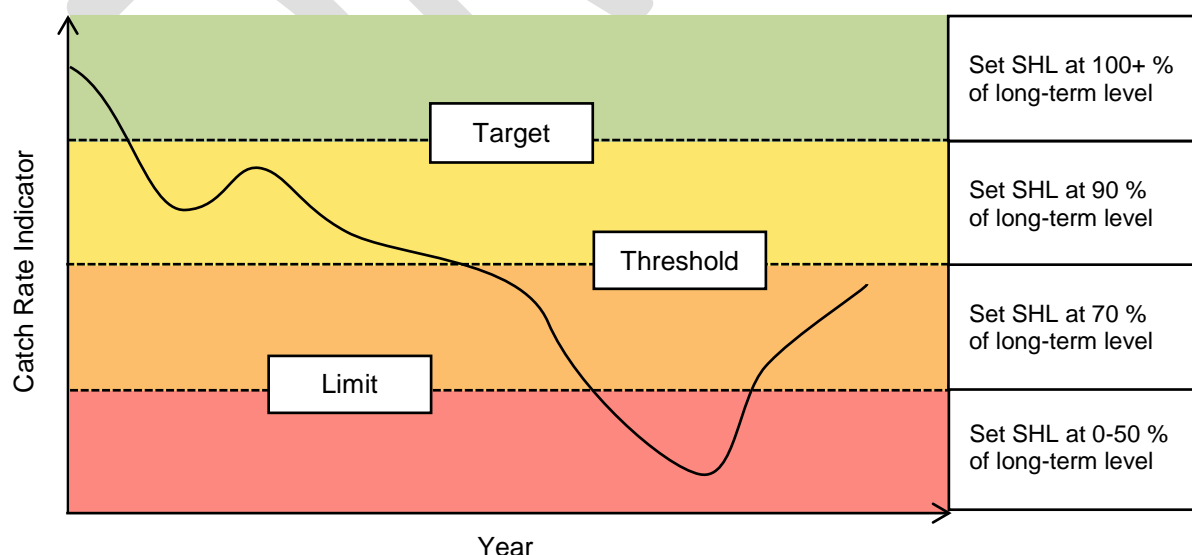 Set SHL at 100+ %
of long-term level
Target
Set SHL at 90 %
of long-term level
Catch Rate Indicator
Threshold
Set SHL at 70 %
of long-term level
Limit
Set SHL at 0-50 %
of long-term level
Year